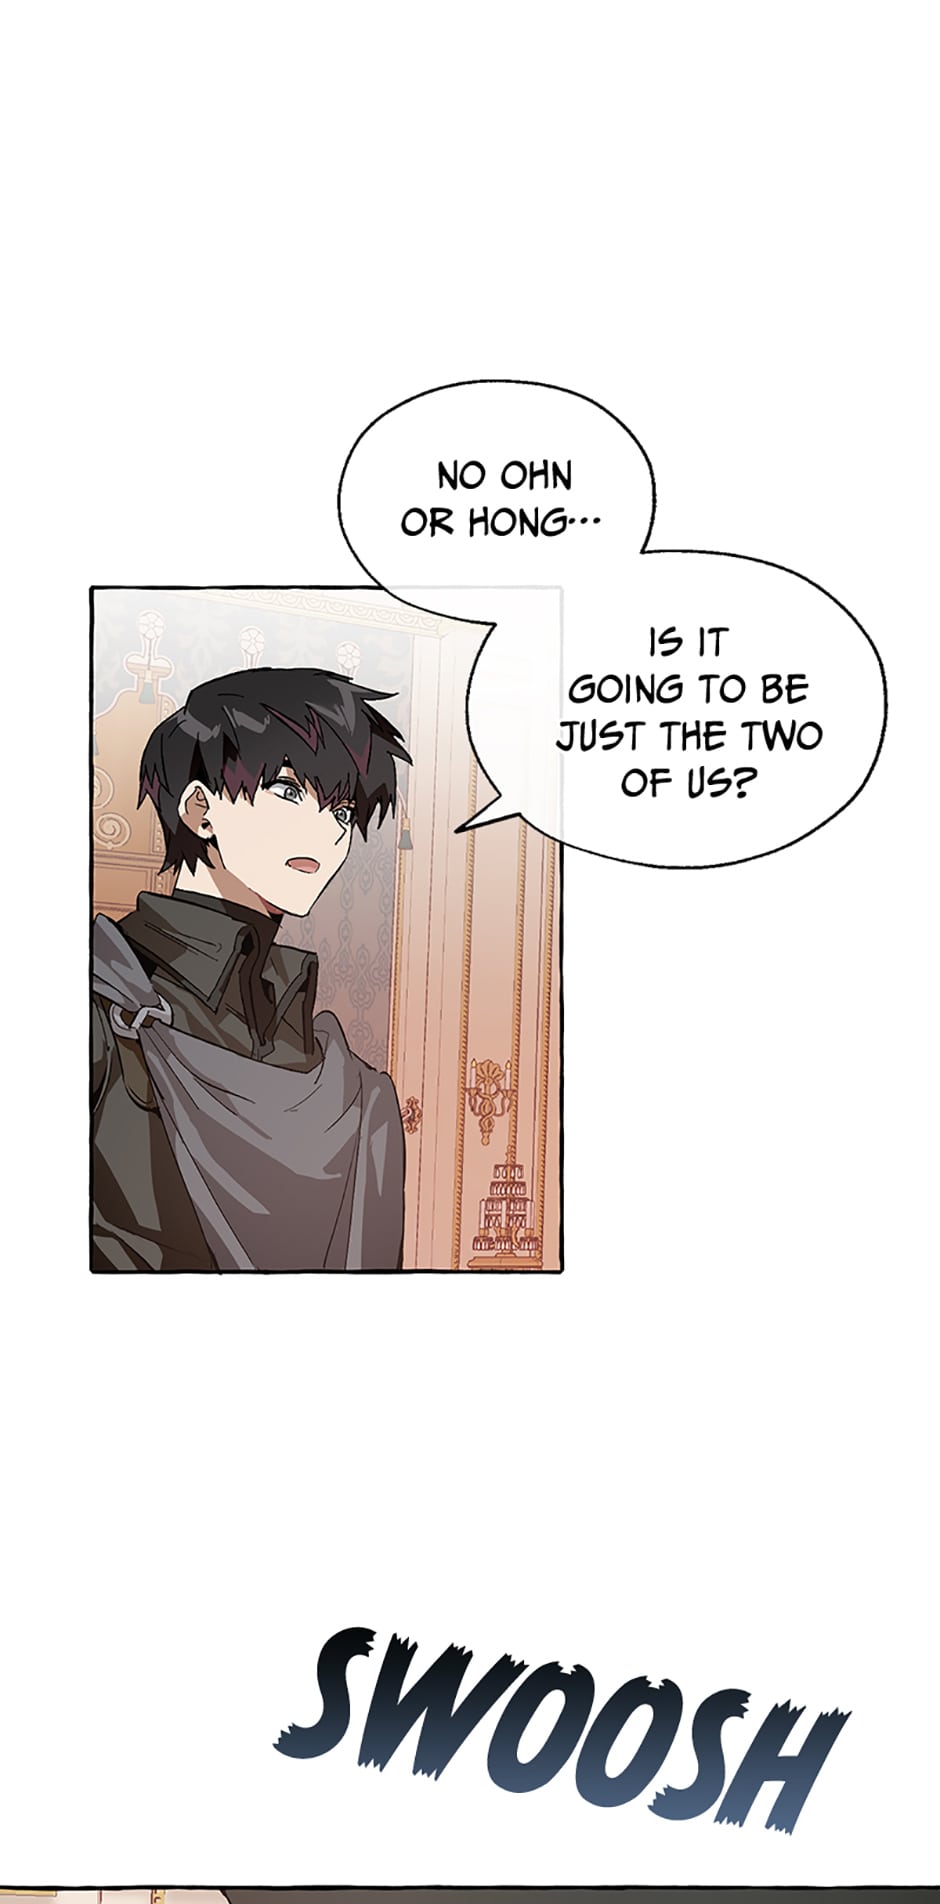 NO OHN
OR HONG...
IS IT
GOING TO BE
JUST THE TWO
OF US?
SWOOSH